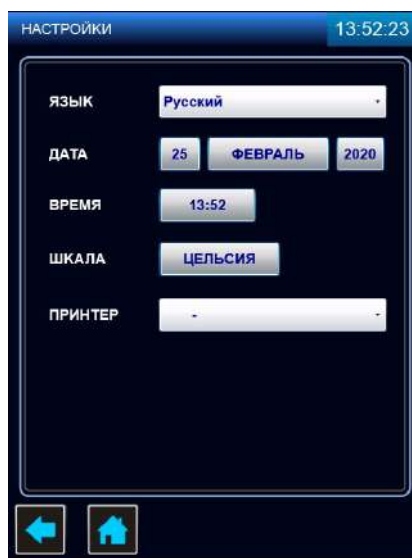 НАСТРОЙКИ 13:52:23
ЯЗЫК Русский
ДАТА 25 ФЕВРАЛЬ 2020
ВРЕМЯ 13:52
ШКАЛА ЦЕЛЬСИЯ
ПРИНТЕР -